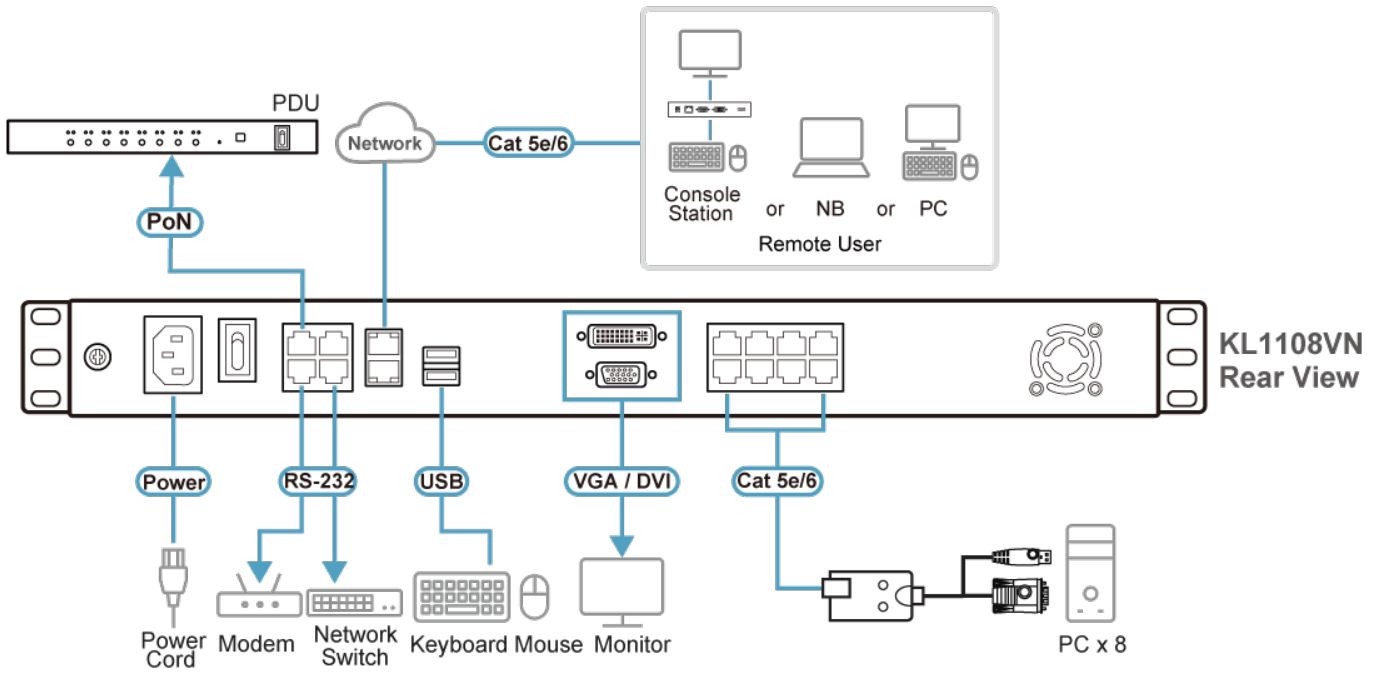 PDU
Network
Cat 5e/6
Console
Station
or
NB
or
PC
Remote User
PoN
KL1108VN
Rear View
Power
RS-232
USB
VGA / DVI
Cat 5e/6
Power
Cord
Modem
Network
Switch
Keyboard Mouse
Monitor
PC x 8